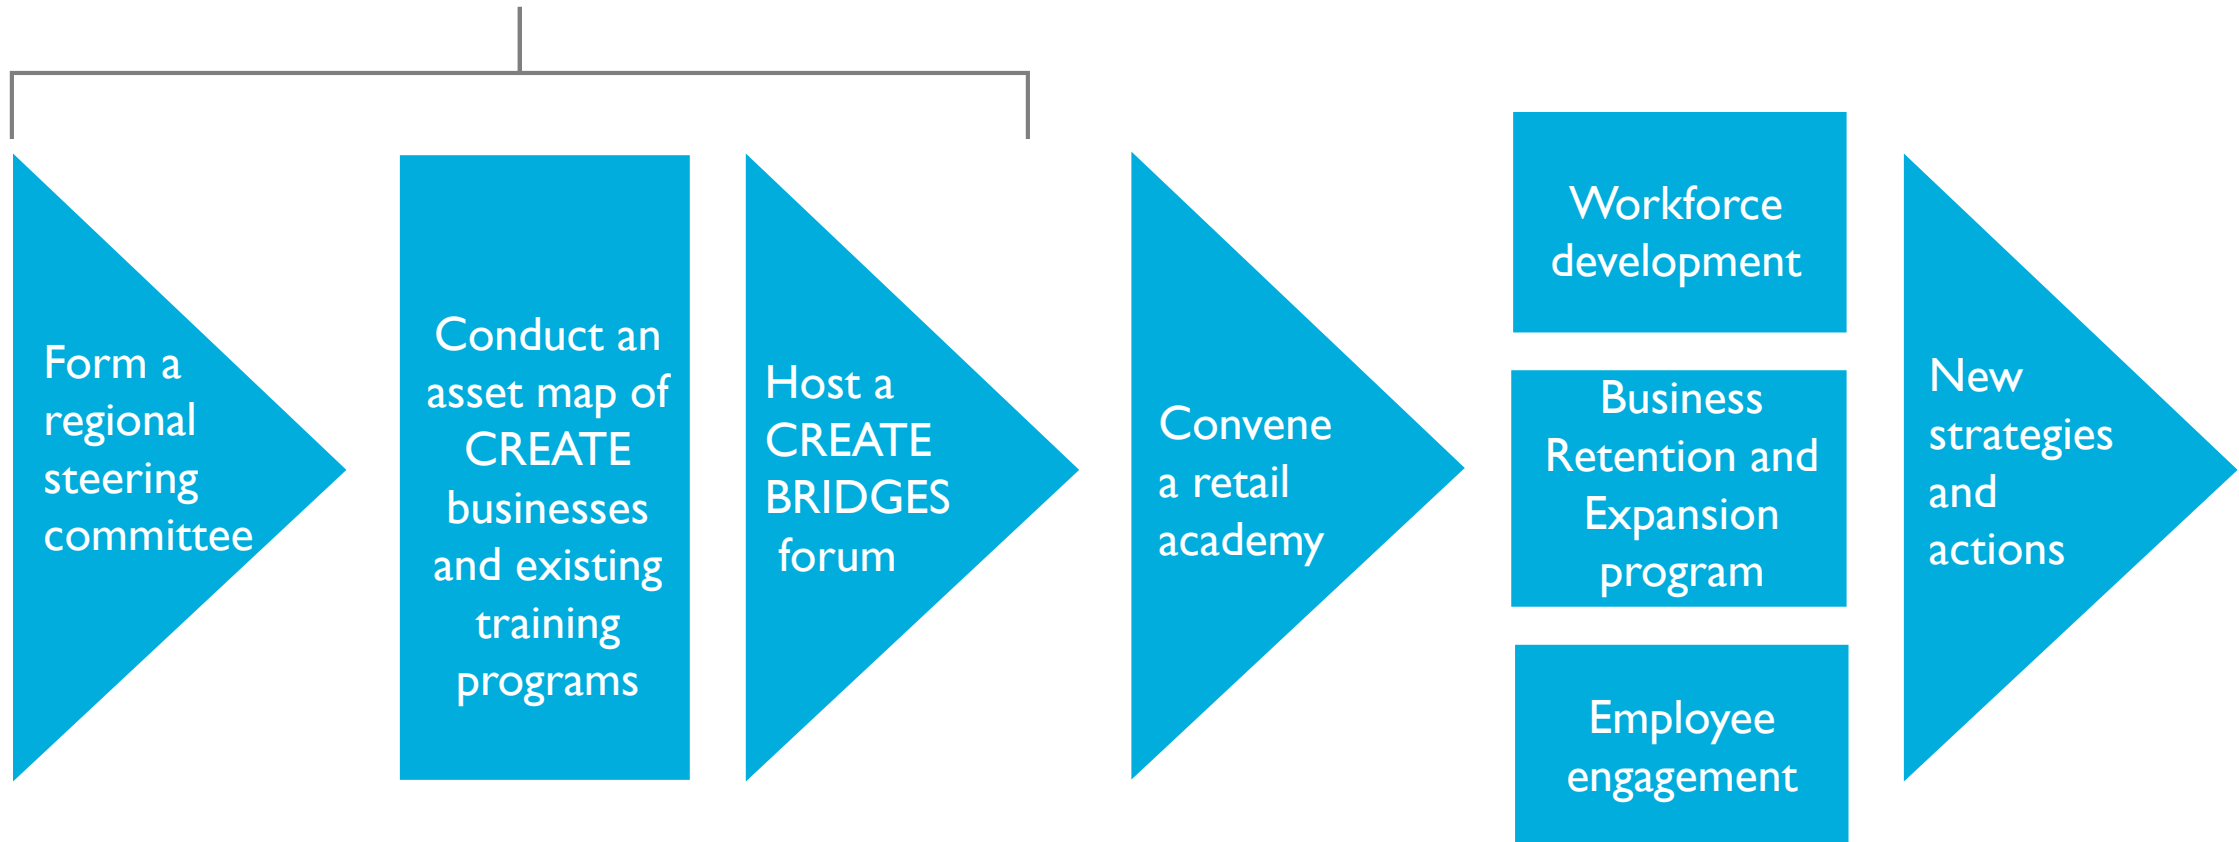 Form a
regional
steering
committee
Conduct an
asset map of
CREATE
businesses
and existing
training
programs
Host a
CREATE
BRIDGES
forum
Convene
a retail
academy
Workforce
development
Business
Retention and
Expansion
program
Employee
engagement
New
strategies
and
actions